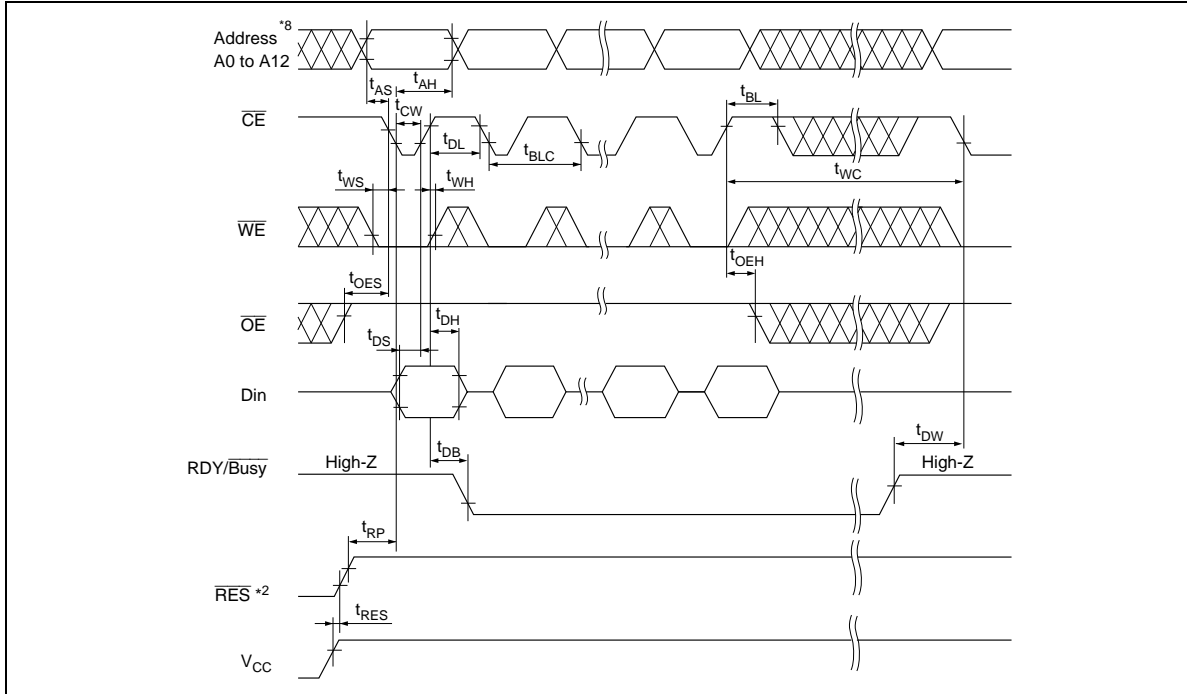 Address *8
A0 to A12
tAS
tAH
tCW
tBL
CE
tDL
tBLC
tWC
tWS
tWH
WE
tOEH
tOES
OE
tDH
tDS
Din
tDW
tDB
RDY/Busy
High-Z
High-Z
tRP
RES *2
tRES
VCC